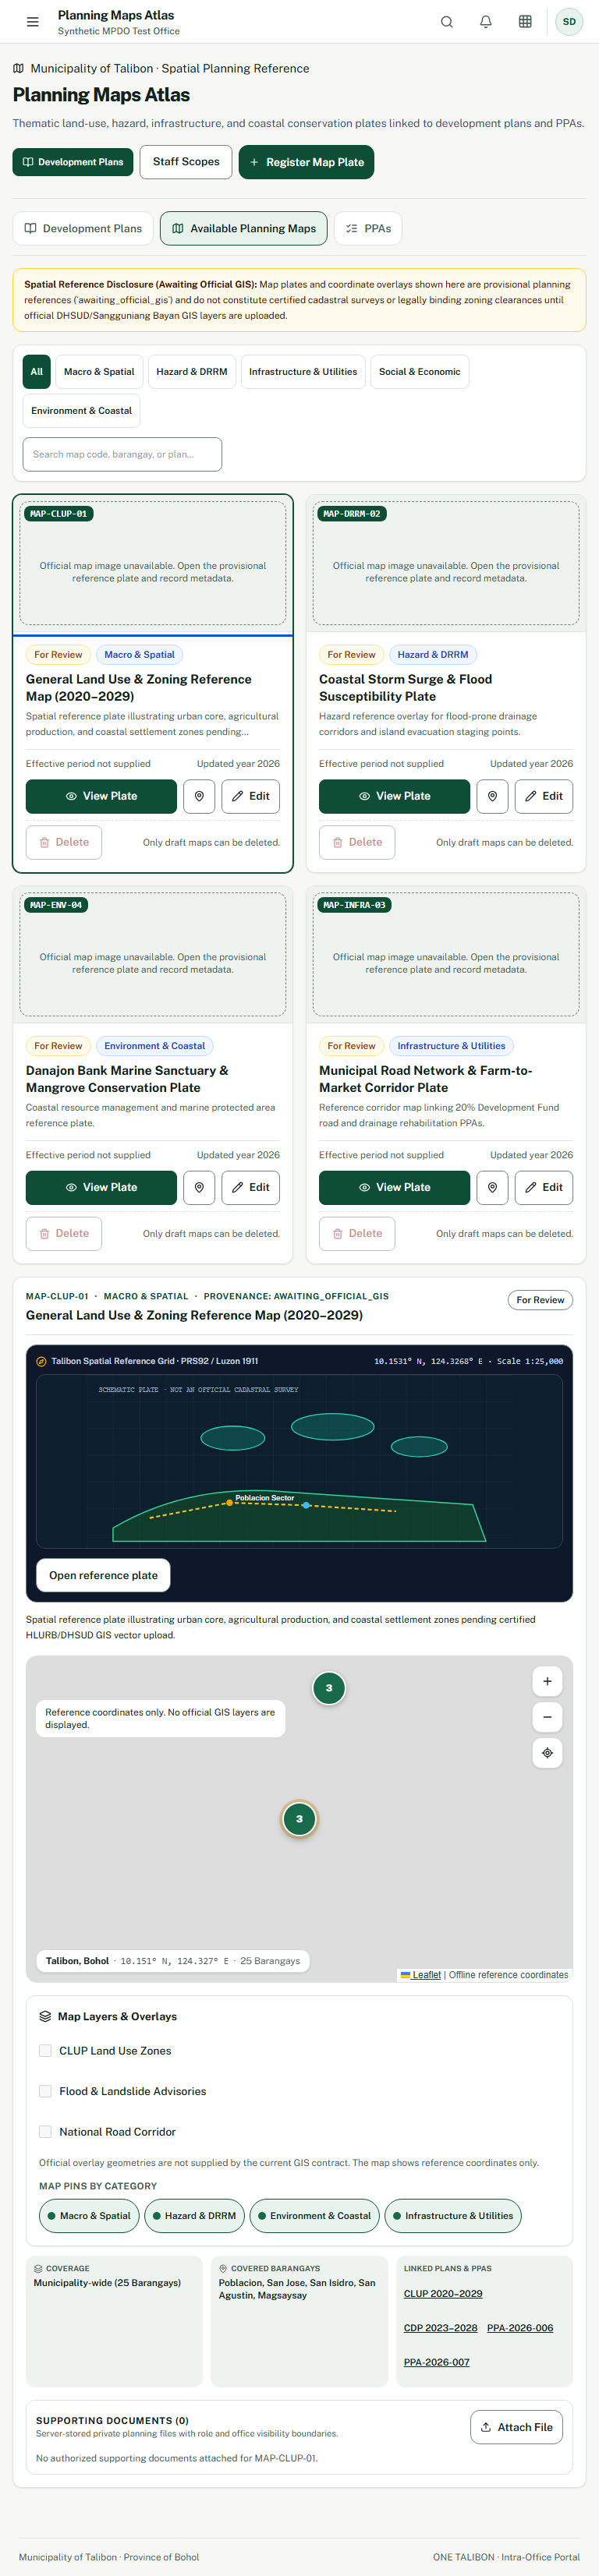 Planning Maps Atlas
Synthetic MPDO Test Office
SD
Municipality of Talibon · Spatial Planning Reference
Planning Maps Atlas
Thematic land-use, hazard, infrastructure, and coastal conservation plates linked to development plans and PPAs.
Development Plans
Staff Scopes
Register Map Plate
Development Plans
Available Planning Maps
PPAs
Spatial Reference Disclosure (Awaiting Official GIS): Map plates and coordinate overlays shown here are provisional planning
references (`awaiting_official_gis`) and do not constitute certified cadastral surveys or legally binding zoning clearances until
official DHSUD/Sangguniang Bayan GIS layers are uploaded.
All
Macro & Spatial
Hazard & DRRM
Infrastructure & Utilities
Social & Economic
Environment & Coastal
Search map code, barangay, or plan...
MAP-CLUP-01
Official map image unavailable. Open the provisional
reference plate and record metadata.
For Review
Macro & Spatial
General Land Use & Zoning Reference
Map (2020–2029)
Spatial reference plate illustrating urban core, agricultural
production, and coastal settlement zones pending...
Effective period not supplied
Updated year 2026
View Plate
Edit
Delete
Only draft maps can be deleted.
MAP-DRRM-02
Official map image unavailable. Open the provisional
reference plate and record metadata.
For Review
Hazard & DRRM
Coastal Storm Surge & Flood
Susceptibility Plate
Hazard reference overlay for flood-prone drainage
corridors and island evacuation staging points.
Effective period not supplied
Updated year 2026
View Plate
Edit
Delete
Only draft maps can be deleted.
MAP-ENV-04
Official map image unavailable. Open the provisional
reference plate and record metadata.
For Review
Environment & Coastal
Danajon Bank Marine Sanctuary &
Mangrove Conservation Plate
Coastal resource management and marine protected area
reference plate.
Effective period not supplied
Updated year 2026
View Plate
Edit
Delete
Only draft maps can be deleted.
MAP-INFRA-03
Official map image unavailable. Open the provisional
reference plate and record metadata.
For Review
Infrastructure & Utilities
Municipal Road Network & Farm-to-
Market Corridor Plate
Reference corridor map linking 20% Development Fund
road and drainage rehabilitation PPAs.
Effective period not supplied
Updated year 2026
View Plate
Edit
Delete
Only draft maps can be deleted.
MAP-CLUP-01 • MACRO & SPATIAL • PROVENANCE: AWAITING_OFFICIAL_GIS
General Land Use & Zoning Reference Map (2020–2029)
For Review
Talibon Spatial Reference Grid · PRS92 / Luzon 1911
10.1531° N, 124.3268° E · Scale 1:25,000
SCHEMATIC PLATE · NOT AN OFFICIAL CADASTRAL SURVEY
Poblacion Sector
Open reference plate
Spatial reference plate illustrating urban core, agricultural production, and coastal settlement zones pending certified
HLURB/DHSUD GIS vector upload.
3
Reference coordinates only. No official GIS layers are
displayed.
+
−
3
Talibon, Bohol · 10.151° N, 124.327° E · 25 Barangays
Leaflet | Offline reference coordinates
Map Layers & Overlays
CLUP Land Use Zones
Flood & Landslide Advisories
National Road Corridor
Official overlay geometries are not supplied by the current GIS contract. The map shows reference coordinates only.
MAP PINS BY CATEGORY
Macro & Spatial
Hazard & DRRM
Environment & Coastal
Infrastructure & Utilities
COVERAGE
Municipality-wide (25 Barangays)
COVERED BARANGAYS
Poblacion, San Jose, San Isidro, San
Agustin, Magsaysay
LINKED PLANS & PPAS
CLUP 2020–2029
CDP 2023–2028 PPA-2026-006
PPA-2026-007
SUPPORTING DOCUMENTS (0)
Server-stored private planning files with role and office visibility boundaries.
Attach File
No authorized supporting documents attached for MAP-CLUP-01.
Municipality of Talibon · Province of Bohol
ONE TALIBON · Intra-Office Portal